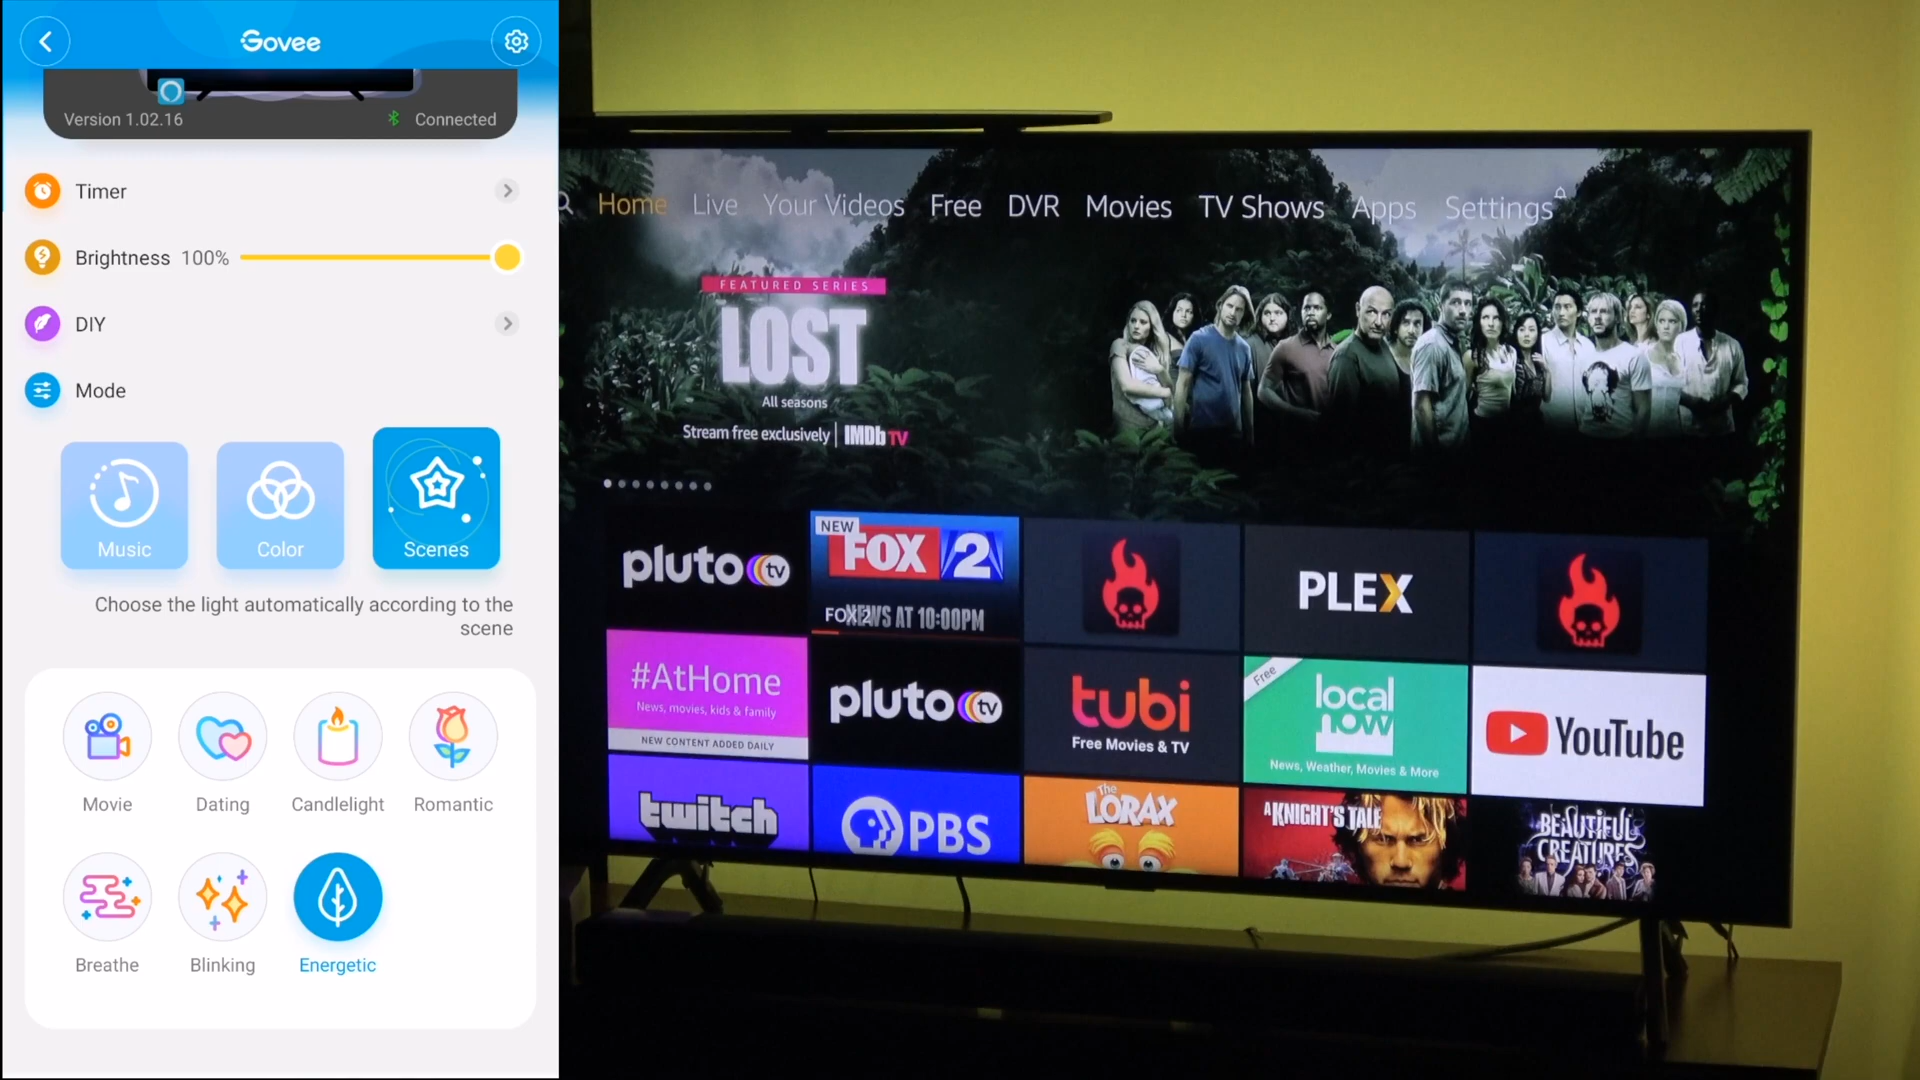 Govee
Version 1.02.16
Connected
Timer
Brightness 100%
DIY
Mode
Music
Color
Scenes
Choose the light automatically according to the
scene
Movie
Dating
Candlelight
Romantic
Breathe
Blinking
Energetic
Home Live Your Videos Free DVR Movies TV Shows Apps Settings
FEATURED SERIES
LOST
All seasons
Stream free exclusively | IMDb TV
pluto tv
NEW
FOX 2
FOX 2
NEWS AT 10:00PM
PLEX
#AtHome
News, movies, kids & family
NEW CONTENT ADDED DAILY
pluto tv
tubi
Free Movies & TV
Free
local
now
News, Weather, Movies & More
YouTube
twitch
PBS
The
LORAX
A KNIGHT'S TALE
BEAUTIFUL
CREATURES